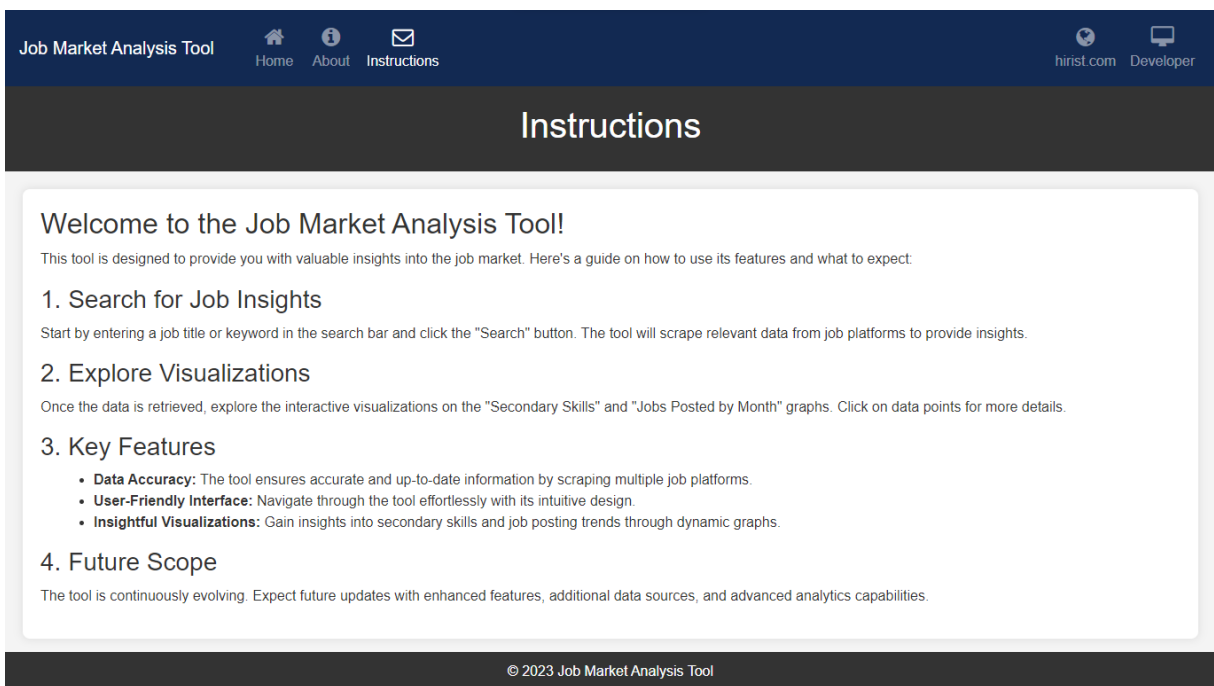 Job Market Analysis Tool
Home
About
Instructions
hirist.com
Developer
Instructions
Welcome to the Job Market Analysis Tool!
This tool is designed to provide you with valuable insights into the job market. Here's a guide on how to use its features and what to expect:
1. Search for Job Insights
Start by entering a job title or keyword in the search bar and click the "Search" button. The tool will scrape relevant data from job platforms to provide insights.
2. Explore Visualizations
Once the data is retrieved, explore the interactive visualizations on the "Secondary Skills" and "Jobs Posted by Month" graphs. Click on data points for more details.
3. Key Features
• Data Accuracy: The tool ensures accurate and up-to-date information by scraping multiple job platforms.
• User-Friendly Interface: Navigate through the tool effortlessly with its intuitive design.
• Insightful Visualizations: Gain insights into secondary skills and job posting trends through dynamic graphs.
4. Future Scope
The tool is continuously evolving. Expect future updates with enhanced features, additional data sources, and advanced analytics capabilities.
© 2023 Job Market Analysis Tool